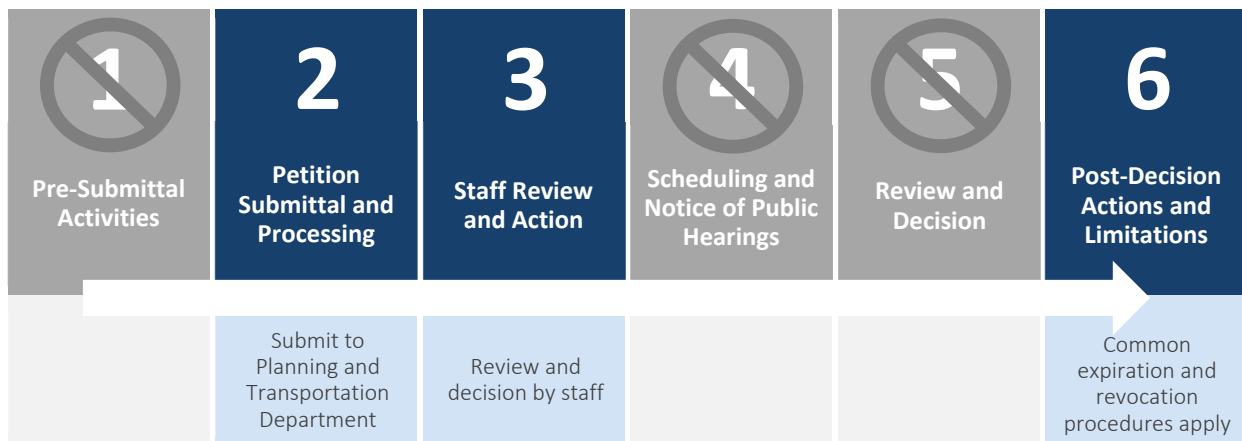 1
2
3
4
5
6
Pre-Submittal
Activities
Petition
Submittal and
Processing
Staff Review
and Action
Scheduling and
Notice of Public
Hearings
Review and
Decision
Post-Decision
Actions and
Limitations
Submit to
Planning and
Transportation
Department
Review and
decision by staff
Common
expiration and
revocation
procedures apply